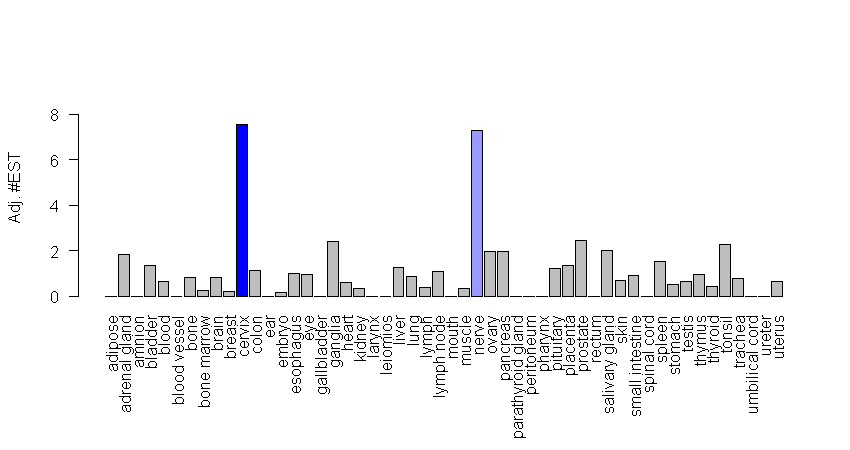 Adj. #EST
8
6
4
2
0
adipose
adrenal gland
amnion
bladder
blood
blood vessel
bone
bone marrow
brain
breast
cervix
colon
ear
embryo
esophagus
eye
gallbladder
ganglia
heart
kidney
larynx
leiomios
liver
lung
lymph
lymph node
mouth
muscle
nerve
ovary
pancreas
parathyroid gland
peritoneum
pharynx
pituitary
placenta
prostate
rectum
salivary gland
skin
small intestine
spinal cord
spleen
stomach
testis
thymus
thyroid
tonsil
trachea
umbilical cord
ureter
uterus